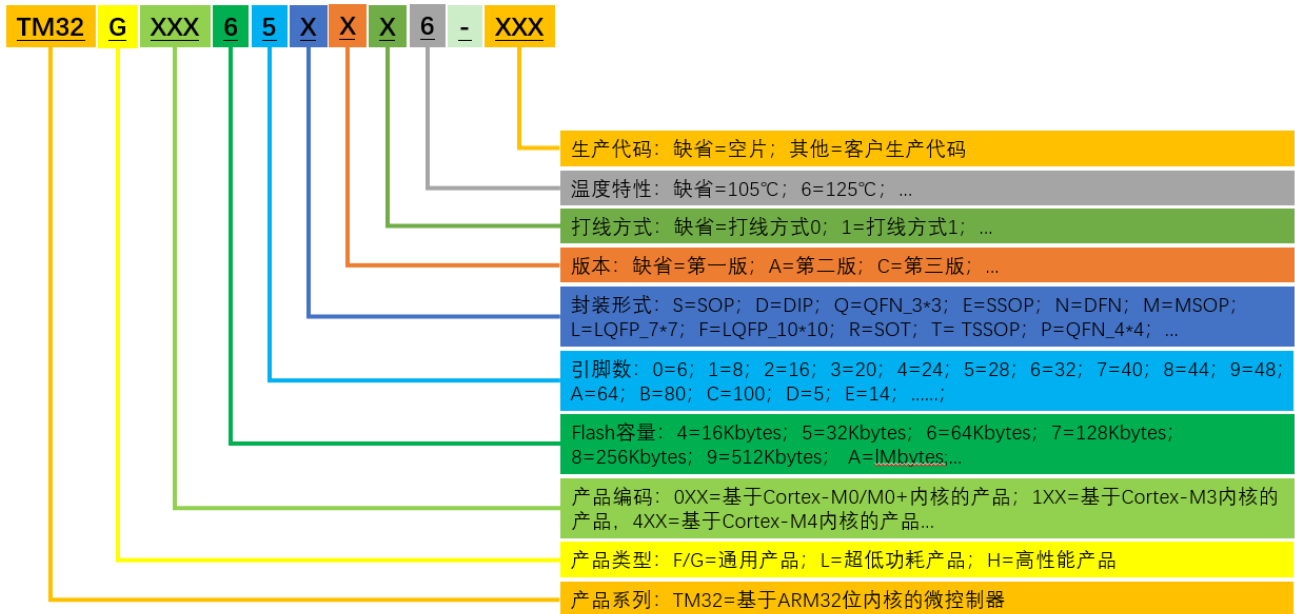 TM32 G XXX 6 5 X X X 6 - XXX
生产代码：缺省=空片；其他=客户生产代码
温度特性：缺省=105℃；6=125℃；...
打线方式：缺省=打线方式0；1=打线方式1；...
版本：缺省=第一版；A=第二版；C=第三版；...
封装形式：S=SOP；D=DIP；Q=QFN_3*3；E=SSOP；N=DFN；M=MSOP；
L=LQFP_7*7；F=LQFP_10*10；R=SOT；T= TSSOP；P=QFN_4*4；...
引脚数：0=6；1=8；2=16；3=20；4=24；5=28；6=32；7=40；8=44；9=48；
A=64；B=80；C=100；D=5；E=14；......;
Flash容量：4=16Kbytes；5=32Kbytes；6=64Kbytes；7=128Kbytes；
8=256Kbytes；9=512Kbytes； A=lMbytes;...
产品编码：0XX=基于Cortex-M0/M0+内核的产品；1XX=基于Cortex-M3内核的
产品，4XX=基于Cortex-M4内核的产品...
产品类型：F/G=通用产品；L=超低功耗产品；H=高性能产品
产品系列：TM32=基于ARM32位内核的微控制器